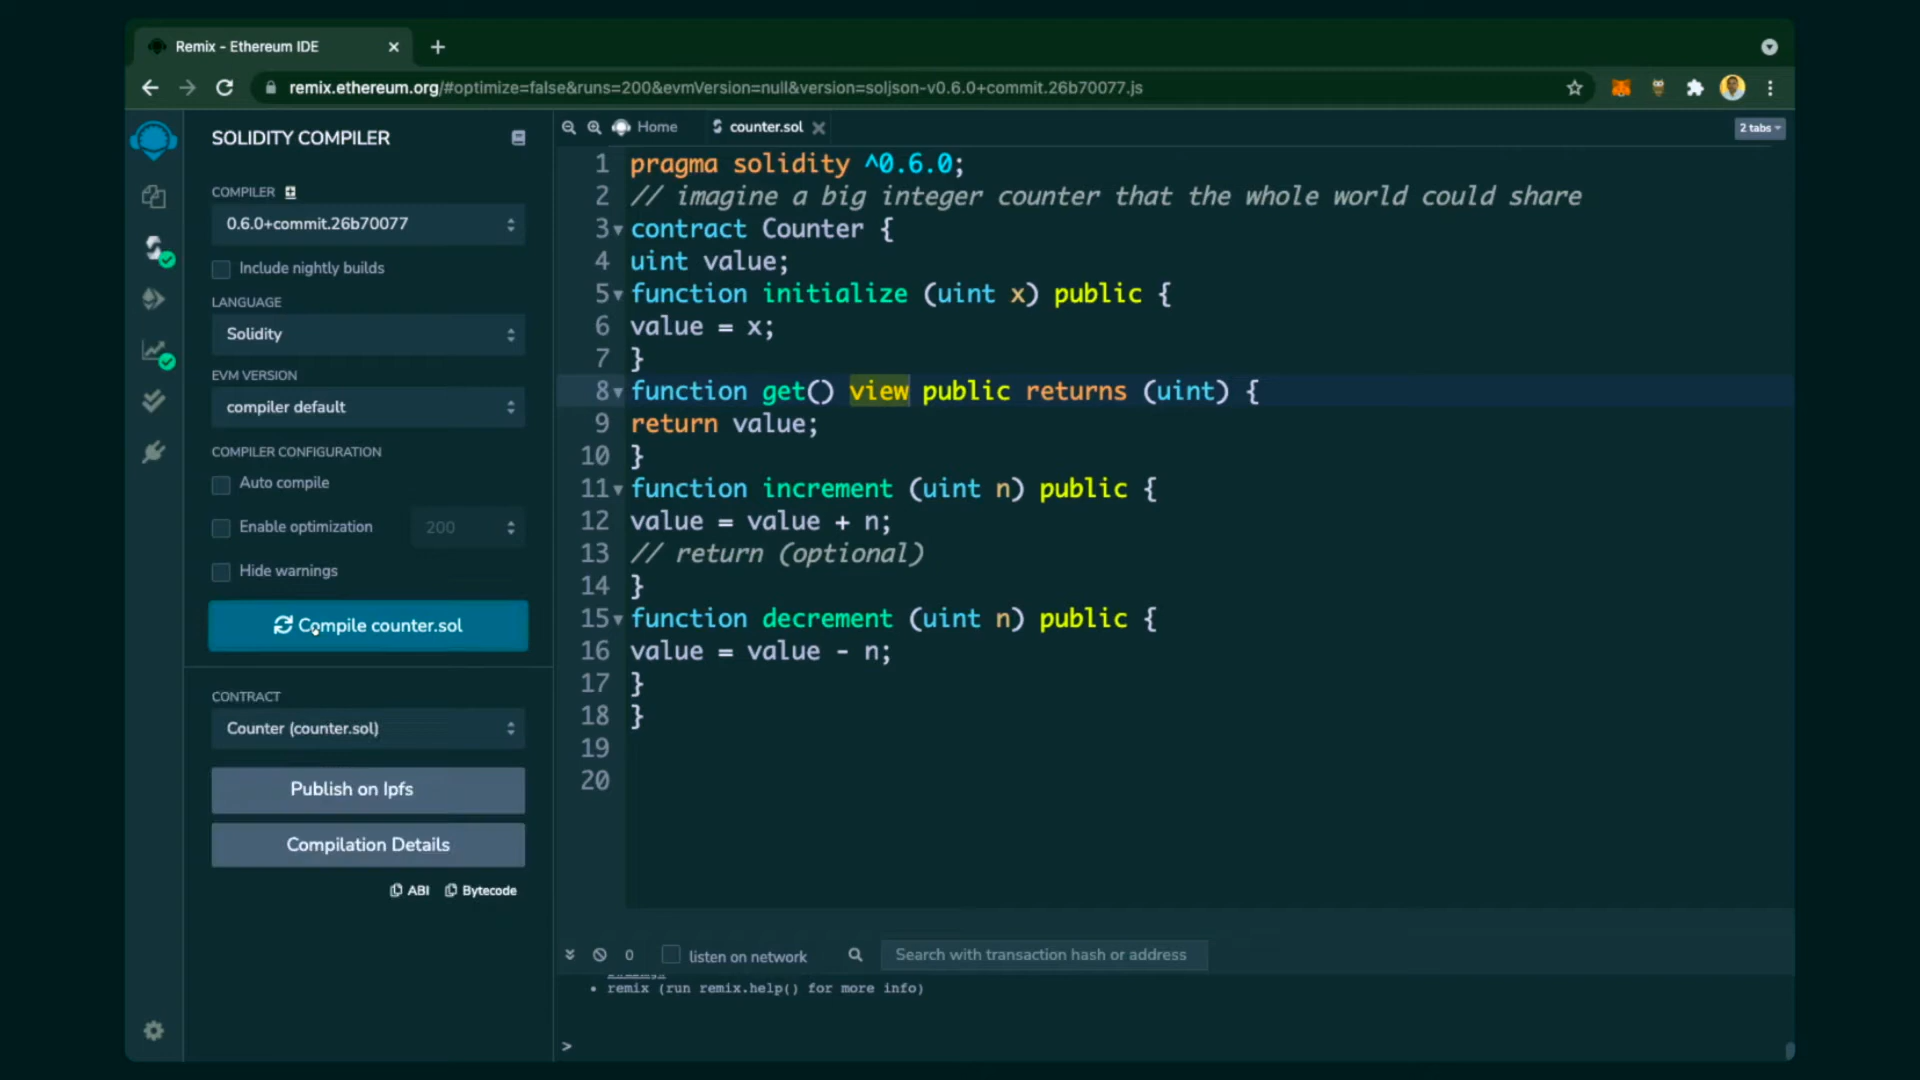 Remix - Ethereum IDE
remix.ethereum.org/#optimize=false&runs=200&evmVersion=null&version=soljson-v0.6.0+commit.26b70077.js
SOLIDITY COMPILER
Home
counter.sol
2 tabs
COMPILER
0.6.0+commit.26b70077
Include nightly builds
LANGUAGE
Solidity
EVM VERSION
compiler default
COMPILER CONFIGURATION
Auto compile
Enable optimization
200
Hide warnings
Compile counter.sol
CONTRACT
Counter (counter.sol)
Publish on Ipfs
Compilation Details
ABI
Bytecode
1 pragma solidity ^0.6.0;
2 // imagine a big integer counter that the whole world could share
3 contract Counter {
4 uint value;
5 function initialize (uint x) public {
6 value = x;
7 }
8 function get() view public returns (uint) {
9 return value;
10 }
11 function increment (uint n) public {
12 value = value + n;
13 // return (optional)
14 }
15 function decrement (uint n) public {
16 value = value - n;
17 }
18 }
19
20
0
listen on network
Search with transaction hash or address
• remix (run remix.help() for more info)
>